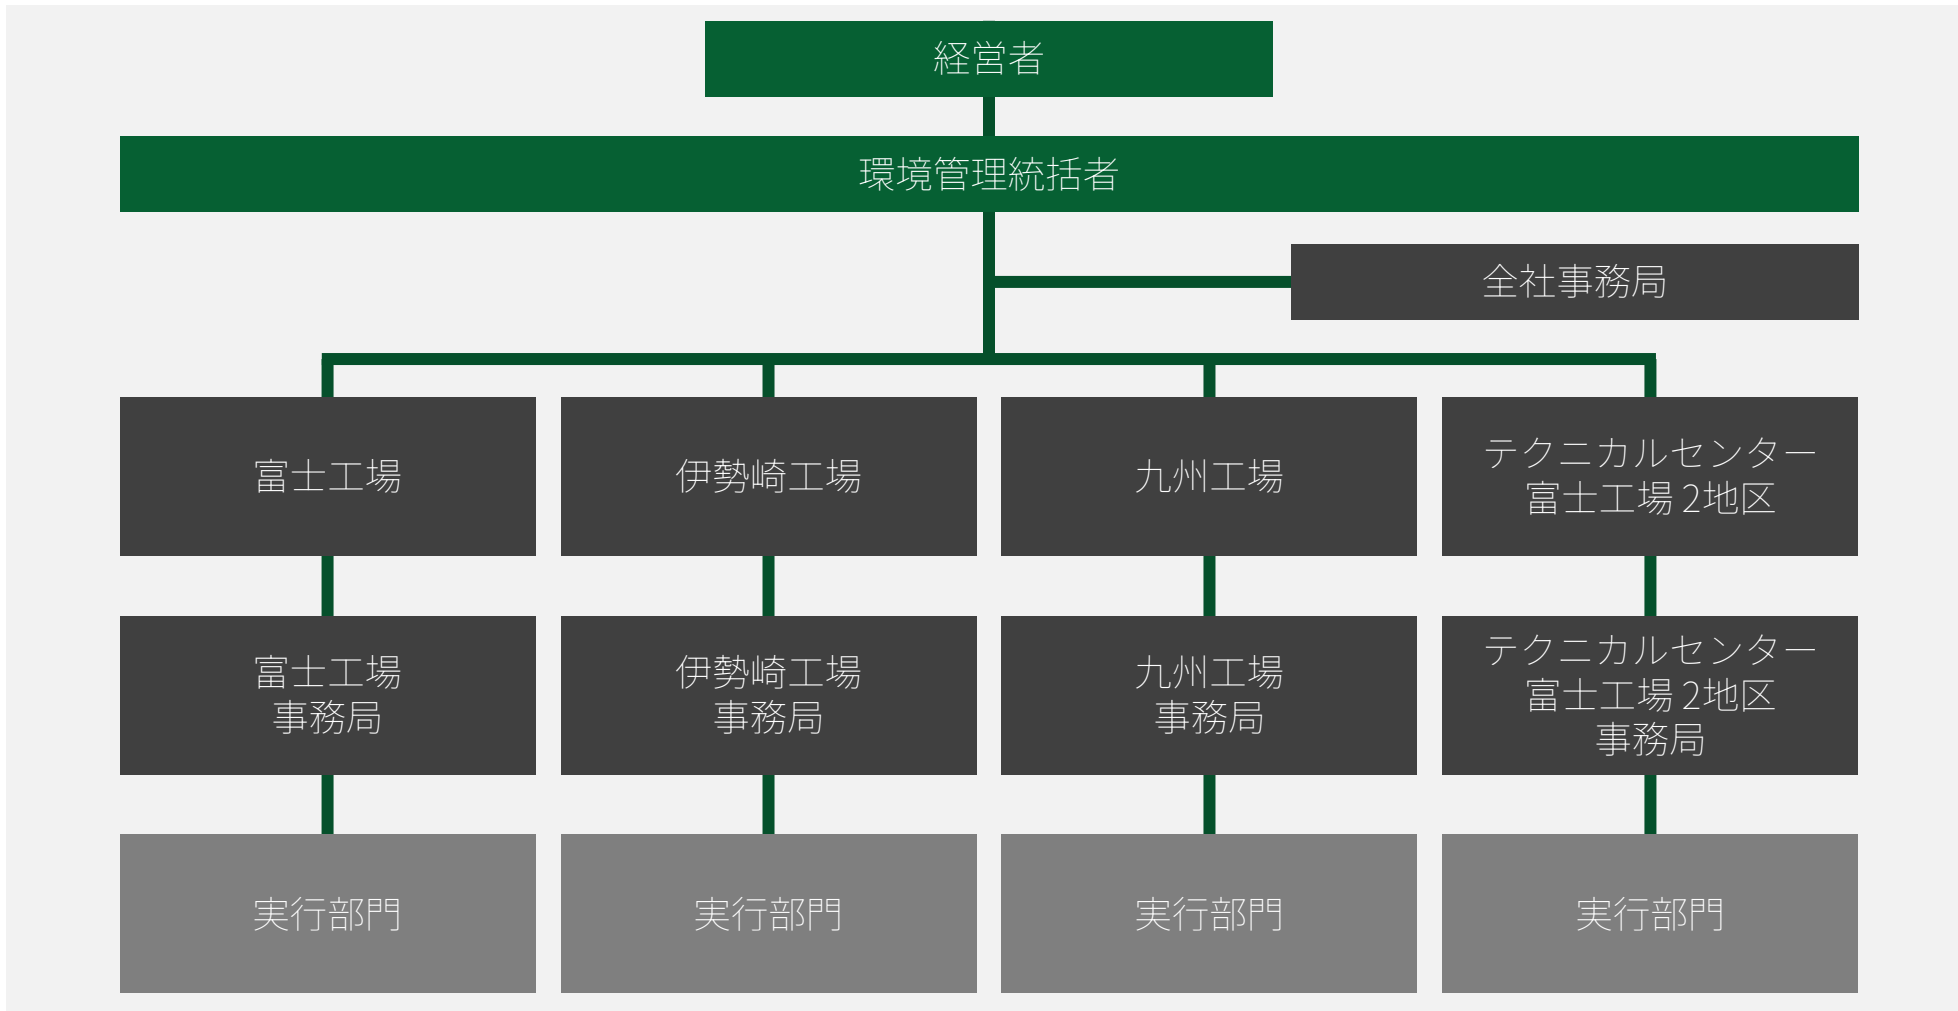 経営者
環境管理統括者
全社事務局
富士工場
伊勢崎工場
九州工場
テクニカルセンター
富士工場 2地区
富士工場
事務局
伊勢崎工場
事務局
九州工場
事務局
テクニカルセンター
富士工場 2地区
事務局
実行部門
実行部門
実行部門
実行部門